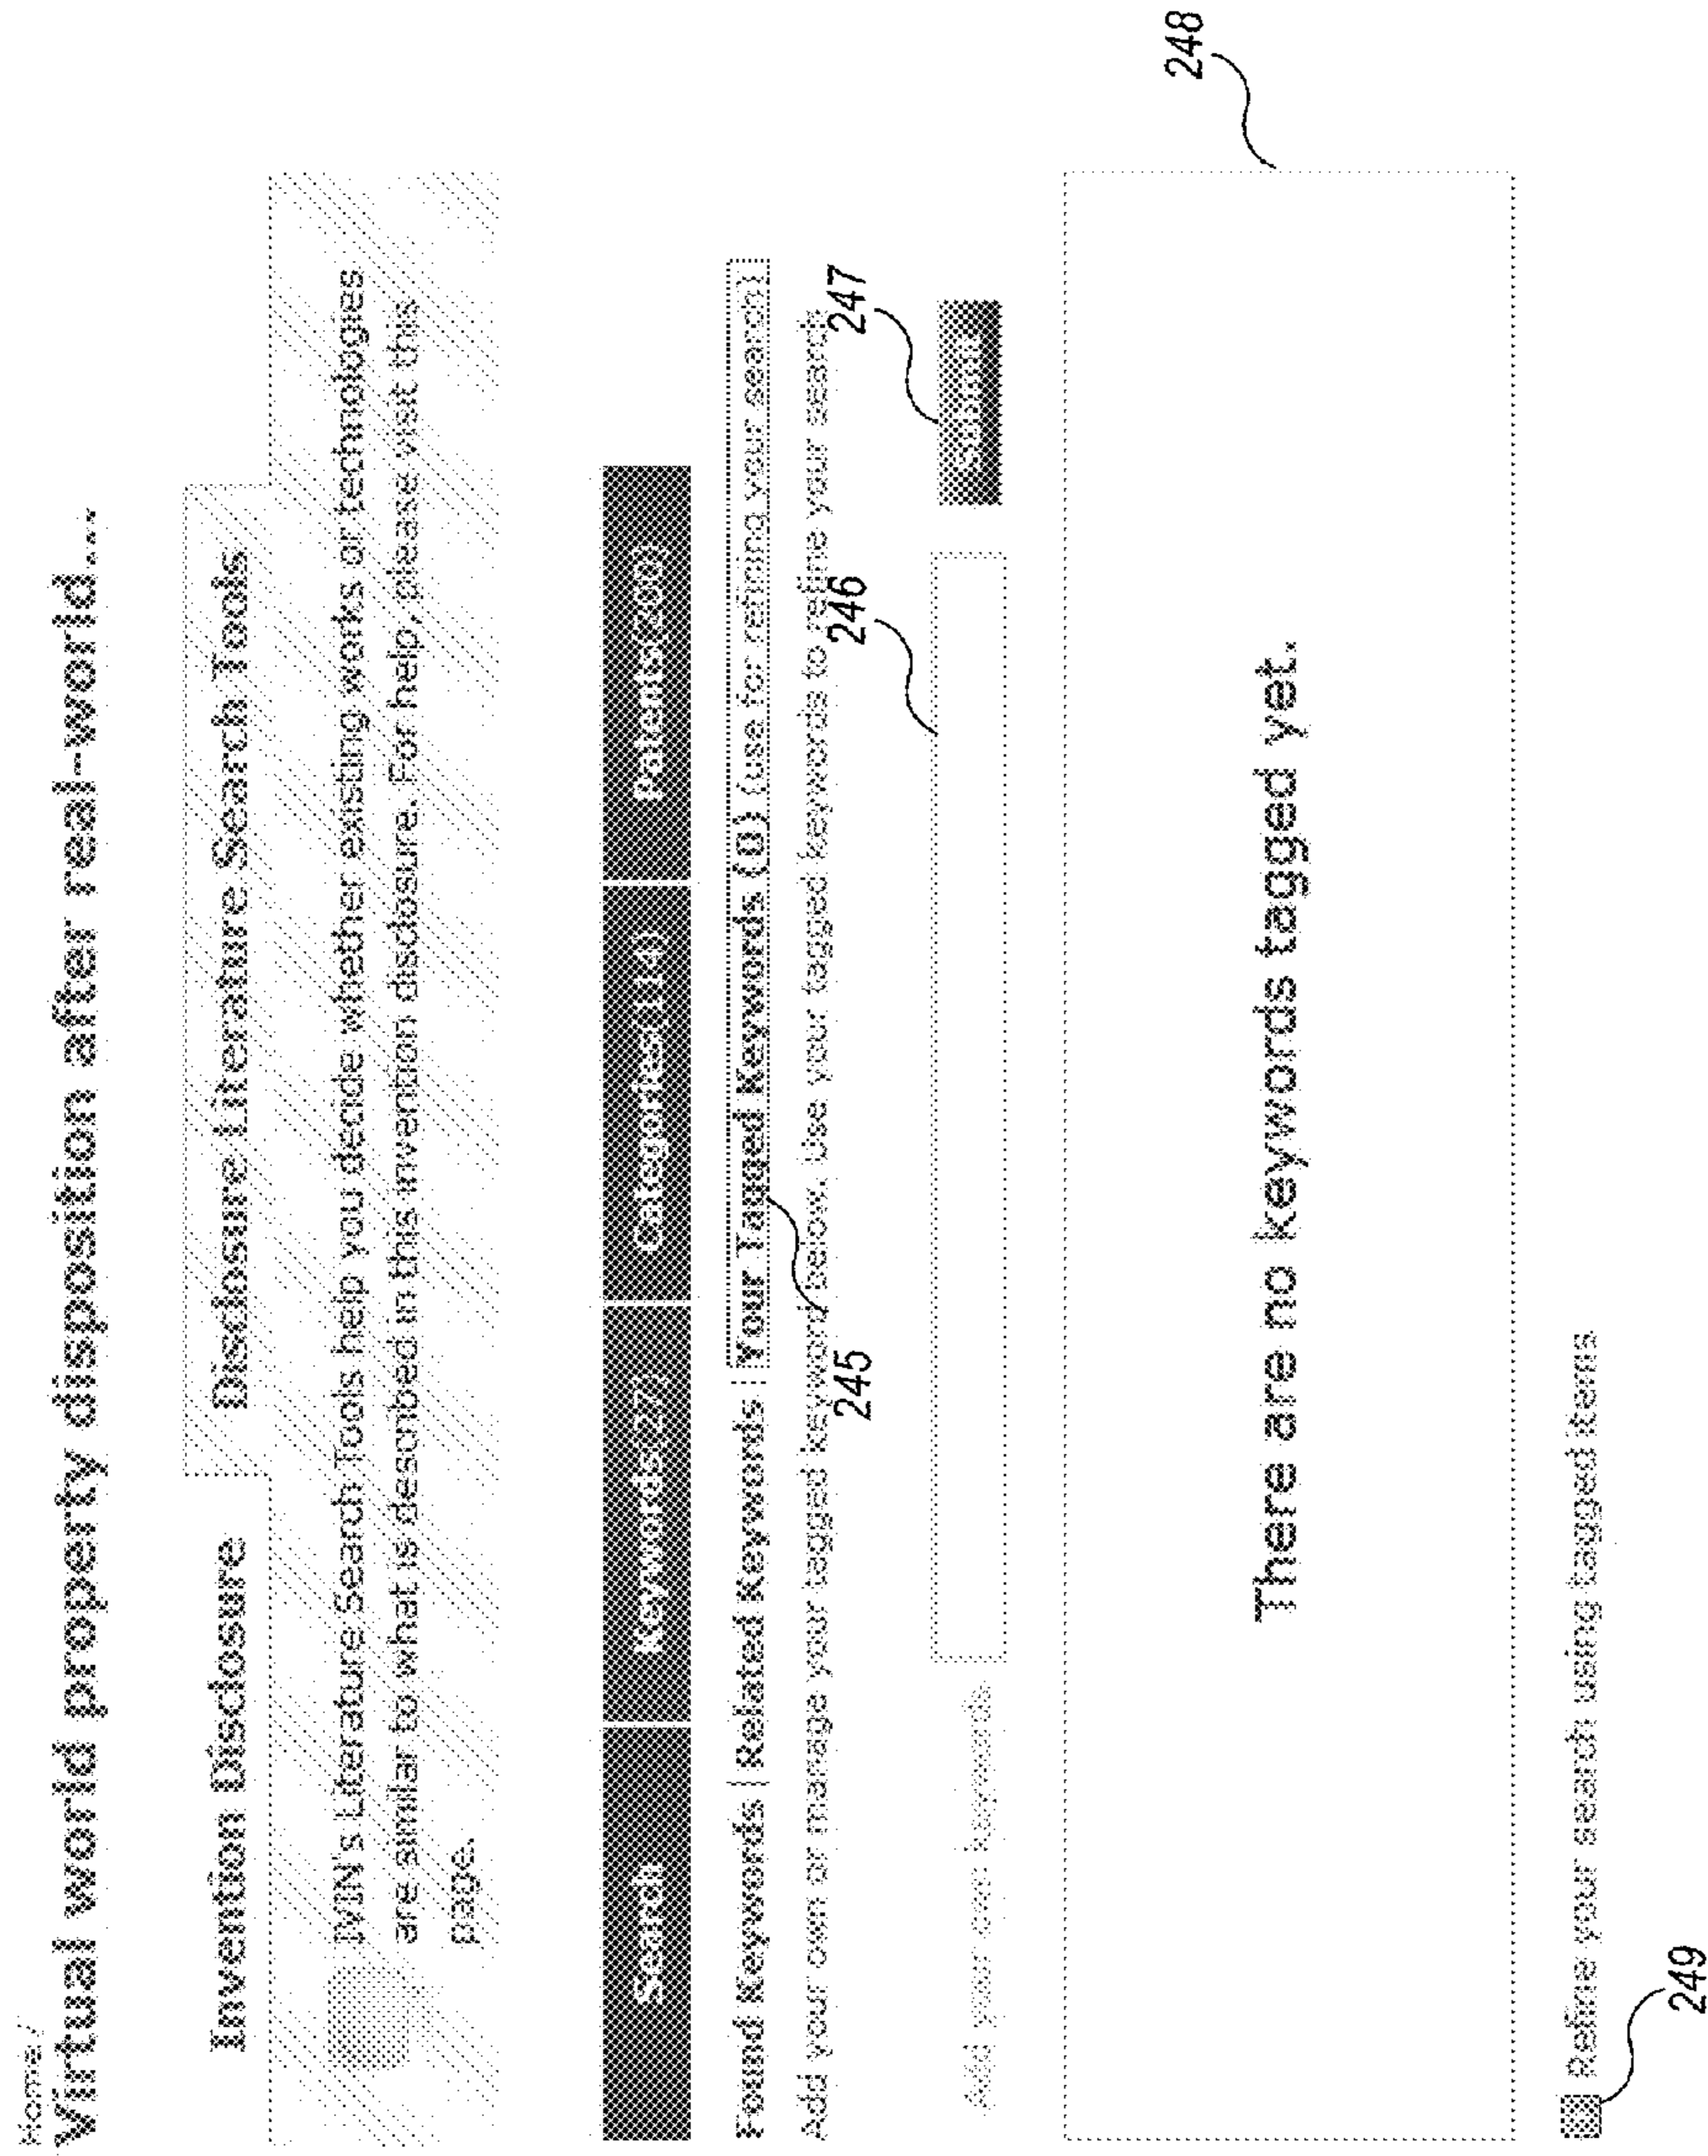 Home /
Virtual world property disposition after real-world...
Invention Disclosure
Disclosure Literature Search Tools
IVIN's Literature Search Tools help you decide whether existing works or technologies
are similar to what is described in this invention disclosure. For help, please visit this
page.
Search
Keywords(27)
Categories(114)
Patents(200)
Found Keywords | Related Keywords | Your Tagged Keywords (0) (use for refining your search)
Add your own or manage your tagged keyword below. Use your tagged keywords to refine your search
245
246
247
Add your own keywords
Submit
248
There are no keywords tagged yet.
Refine your search using tagged items
249